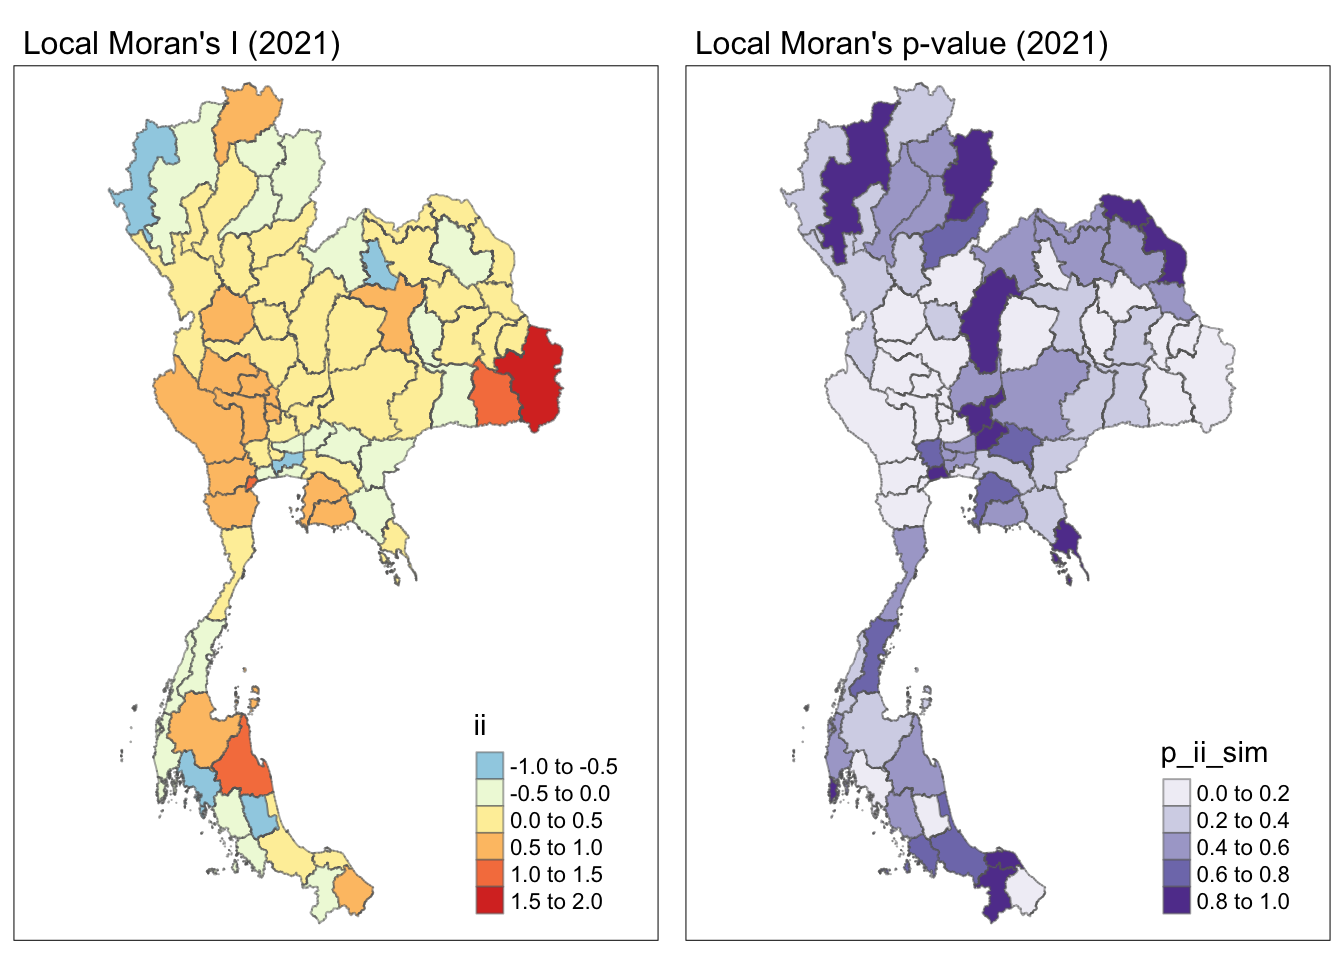 Local Moran's I (2021)
Local Moran's p-value (2021)
ii
-1.0 to -0.5
-0.5 to 0.0
0.0 to 0.5
0.5 to 1.0
1.0 to 1.5
1.5 to 2.0
p_ii_sim
0.0 to 0.2
0.2 to 0.4
0.4 to 0.6
0.6 to 0.8
0.8 to 1.0